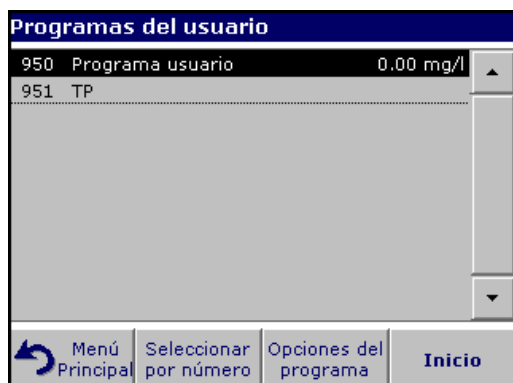 Programas del usuario
950 Programa usuario 0.00 mg/l
951 TP
Menú Principal
Seleccionar por número
Opciones del programa
Inicio